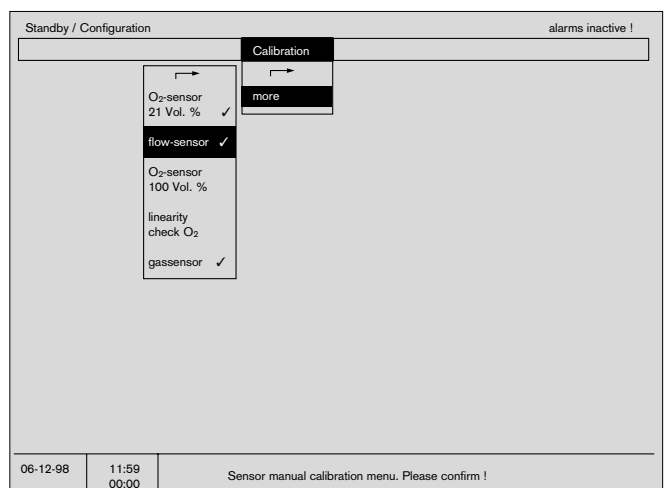 Standby / Configuration alarms inactive !
Calibration
more
O₂-sensor
21 Vol. % ✓
flow-sensor ✓
O₂-sensor
100 Vol. %
linearity
check O₂
gassensor ✓
06-12-98
11:59
00:00
Sensor manual calibration menu. Please confirm !